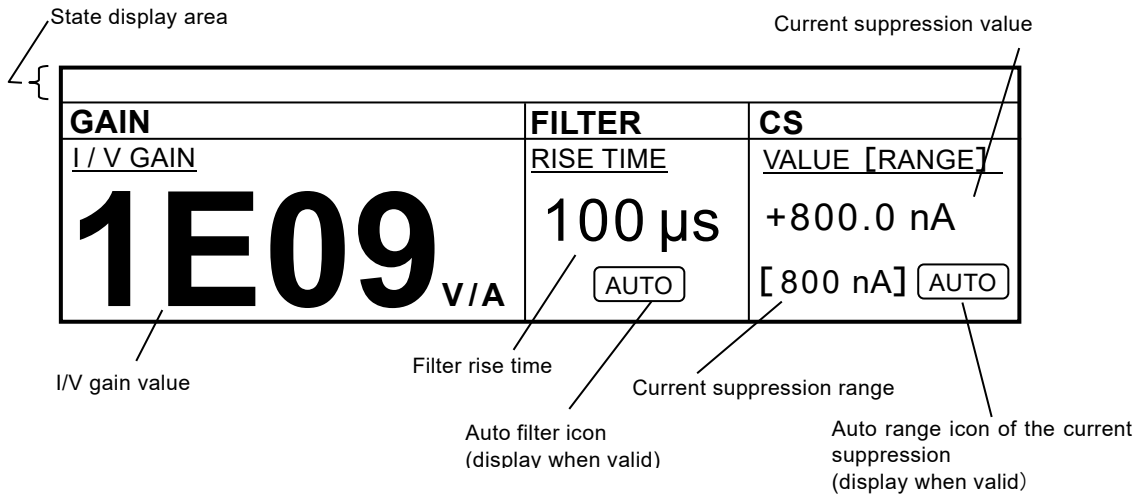 State display area
Current suppression value
GAIN
FILTER
CS
I / V GAIN
RISE TIME
VALUE [RANGE]
1E09 V/A
100 µs
+800.0 nA
AUTO
[800 nA] AUTO
I/V gain value
Filter rise time
Current suppression range
Auto filter icon
(display when valid)
Auto range icon of the current
suppression
(display when valid)